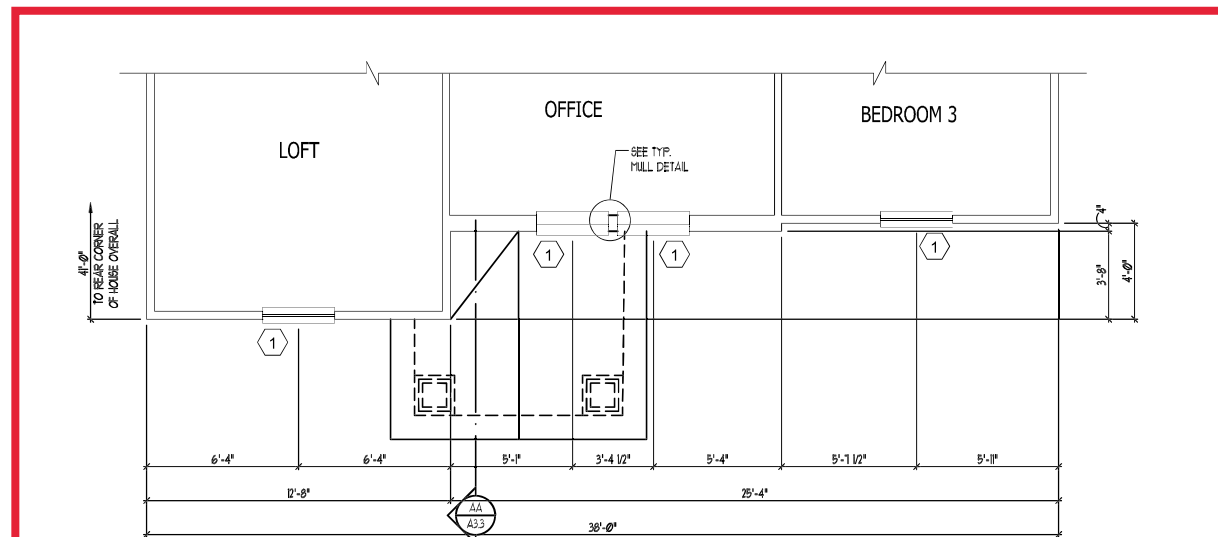 OFFICE
BEDROOM 3
LOFT
SEE TYP.
MULL DETAIL
41'-0"
TO REAR CORNER
OF HOUSE OVERALL
4"
3'-8"
4'-0"
1
1
1
1
6'-4"
6'-4"
5'-1"
3'-4 1/2"
5'-4"
5'-7 1/2"
5'-11"
12'-8"
25'-4"
AA
A3.3
38'-0"